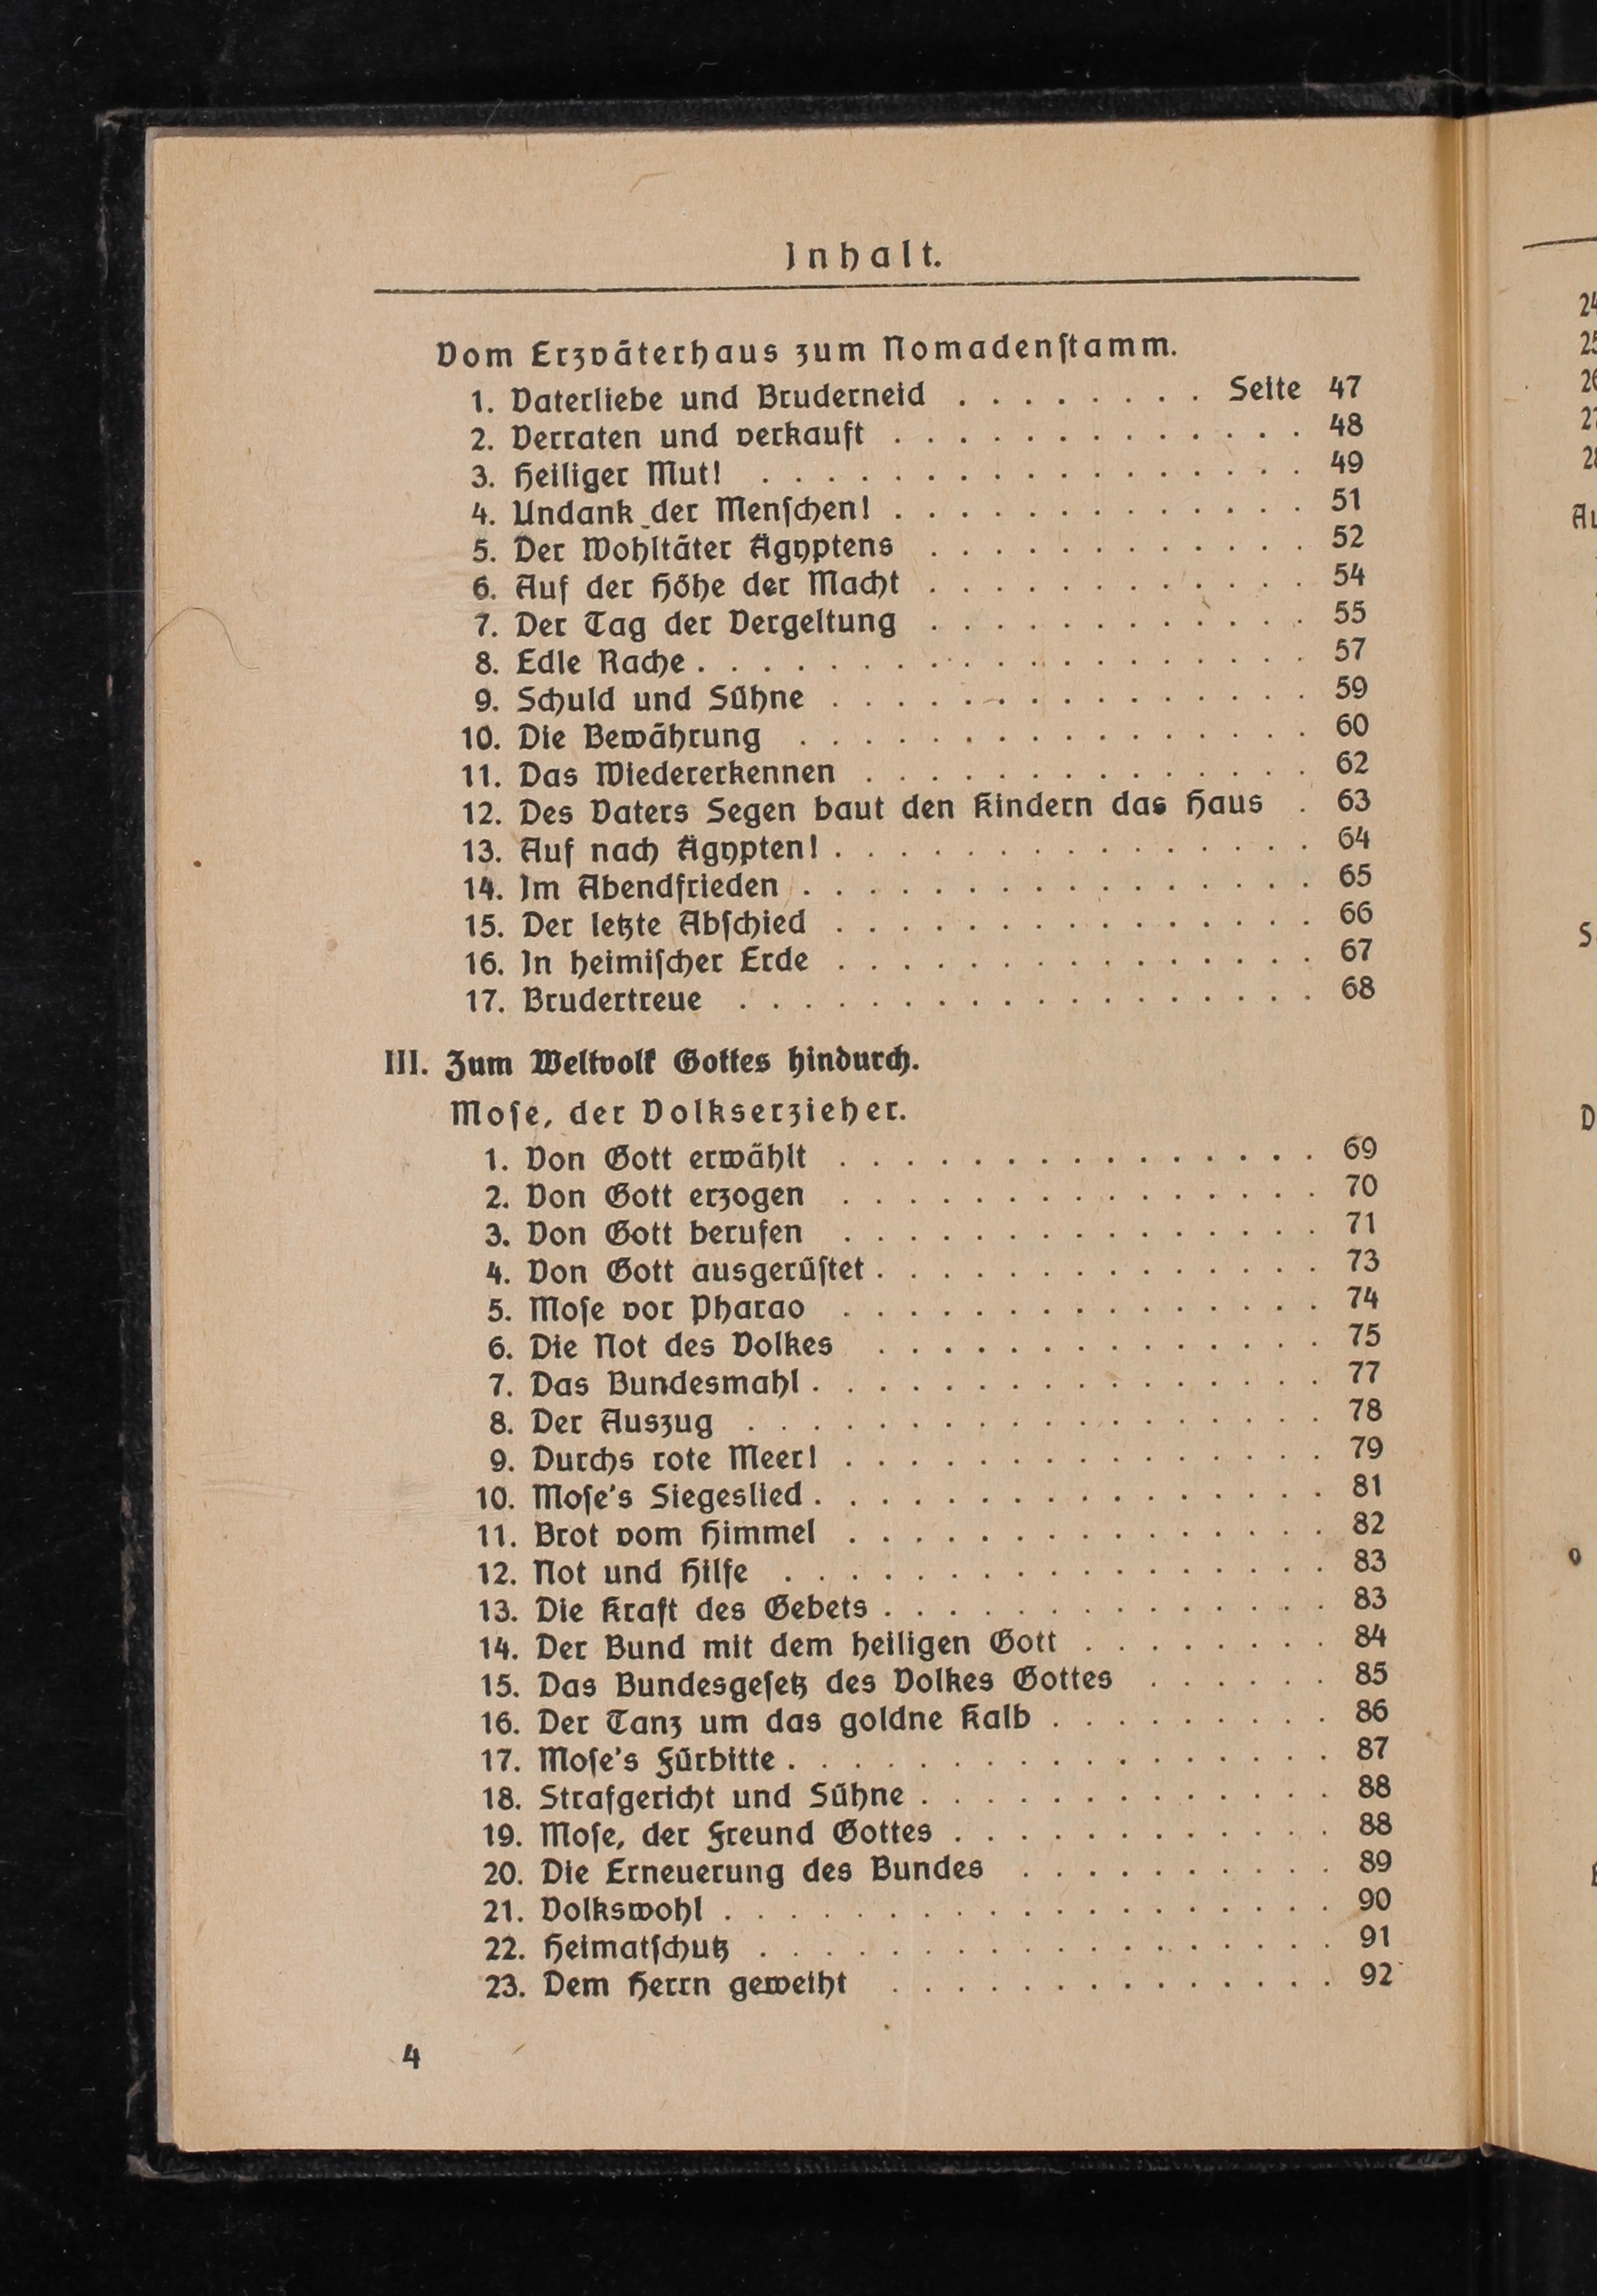 Inhalt.
Vom Erzväterhaus zum Nomadenſtamm.
1. Vaterliebe und Bruderneid . . . . . . . . Seite 47
2. Verraten und verkauft . . . . . . . . . . . . . 48
3. Heiliger Mut! . . . . . . . . . . . . . . . . . 49
4. Undank der Menſchen! . . . . . . . . . . . . . 51
5. Der Wohltäter Ägyptens . . . . . . . . . . . . 52
6. Auf der Höhe der Macht . . . . . . . . . . . . 54
7. Der Tag der Vergeltung . . . . . . . . . . . . 55
8. Edle Rache . . . . . . . . . . . . . . . . . . . 57
9. Schuld und Sühne . . . . . . . . . . . . . . . 59
10. Die Bewährung . . . . . . . . . . . . . . . . 60
11. Das Wiedererkennen . . . . . . . . . . . . . . 62
12. Des Vaters Segen baut den Kindern das Haus . 63
13. Auf nach Ägypten! . . . . . . . . . . . . . . . 64
14. Im Abendfrieden . . . . . . . . . . . . . . . . 65
15. Der letzte Abſchied . . . . . . . . . . . . . . . 66
16. In heimiſcher Erde . . . . . . . . . . . . . . . 67
17. Brudertreue . . . . . . . . . . . . . . . . . . 68
III. Zum Weltvolk Gottes hindurch.
Moſe, der Volkserzieher.
1. Von Gott erwählt . . . . . . . . . . . . . . . 69
2. Von Gott erzogen . . . . . . . . . . . . . . . 70
3. Von Gott berufen . . . . . . . . . . . . . . . 71
4. Von Gott ausgerüſtet . . . . . . . . . . . . . . 73
5. Moſe vor Pharao . . . . . . . . . . . . . . . 74
6. Die Not des Volkes . . . . . . . . . . . . . . 75
7. Das Bundesmahl . . . . . . . . . . . . . . . . 77
8. Der Auszug . . . . . . . . . . . . . . . . . . 78
9. Durchs rote Meer! . . . . . . . . . . . . . . . 79
10. Moſe's Siegeslied . . . . . . . . . . . . . . . . 81
11. Brot vom Himmel . . . . . . . . . . . . . . . 82
12. Not und Hilfe . . . . . . . . . . . . . . . . . 83
13. Die Kraft des Gebets . . . . . . . . . . . . . . 83
14. Der Bund mit dem heiligen Gott . . . . . . . . 84
15. Das Bundesgeſetz des Volkes Gottes . . . . . . 85
16. Der Tanz um das goldne Kalb . . . . . . . . . 86
17. Moſe's Fürbitte . . . . . . . . . . . . . . . . . 87
18. Strafgericht und Sühne . . . . . . . . . . . . . 88
19. Moſe, der Freund Gottes . . . . . . . . . . . . 88
20. Die Erneuerung des Bundes . . . . . . . . . . 89
21. Volkswohl . . . . . . . . . . . . . . . . . . . 90
22. Heimatſchutz . . . . . . . . . . . . . . . . . . 91
23. Dem Herrn geweiht . . . . . . . . . . . . . . 92
4